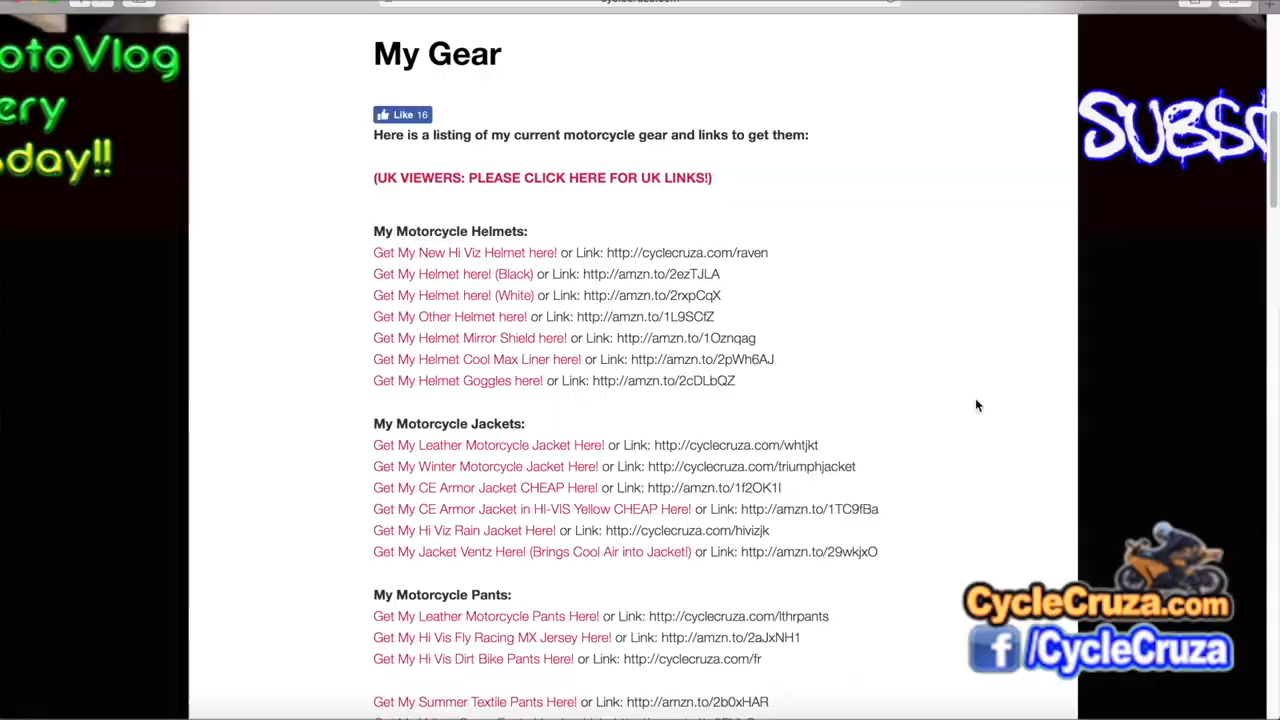 My Gear
Like 16
Here is a listing of my current motorcycle gear and links to get them:
(UK VIEWERS: PLEASE CLICK HERE FOR UK LINKS!)
My Motorcycle Helmets:
Get My New Hi Viz Helmet here! or Link: http://cyclecruza.com/raven
Get My Helmet here! (Black) or Link: http://amzn.to/2ezTJLA
Get My Helmet here! (White) or Link: http://amzn.to/2rxpCqX
Get My Other Helmet here! or Link: http://amzn.to/1L9SCfZ
Get My Helmet Mirror Shield here! or Link: http://amzn.to/1Oznqag
Get My Helmet Cool Max Liner here! or Link: http://amzn.to/2pWh6AJ
Get My Helmet Goggles here! or Link: http://amzn.to/2cDLbQZ
My Motorcycle Jackets:
Get My Leather Motorcycle Jacket Here! or Link: http://cyclecruza.com/whtjkt
Get My Winter Motorcycle Jacket Here! or Link: http://cyclecruza.com/triumphjacket
Get My CE Armor Jacket CHEAP Here! or Link: http://amzn.to/1f2OK1l
Get My CE Armor Jacket in HI-VIS Yellow CHEAP Here! or Link: http://amzn.to/1TC9fBa
Get My Hi Viz Rain Jacket Here! or Link: http://cyclecruza.com/hivizjk
Get My Jacket Ventz Here! (Brings Cool Air into Jacket!) or Link: http://amzn.to/29wkjxO
My Motorcycle Pants:
Get My Leather Motorcycle Pants Here! or Link: http://cyclecruza.com/lthrpants
Get My Hi Vis Fly Racing MX Jersey Here! or Link: http://amzn.to/2aJxNH1
Get My Hi Vis Dirt Bike Pants Here! or Link: http://cyclecruza.com/fr
Get My Summer Textile Pants Here! or Link: http://amzn.to/2b0xHAR
otoVlog
ery
sday!!
SUBSC
CycleCruza.com
f /CycleCruza